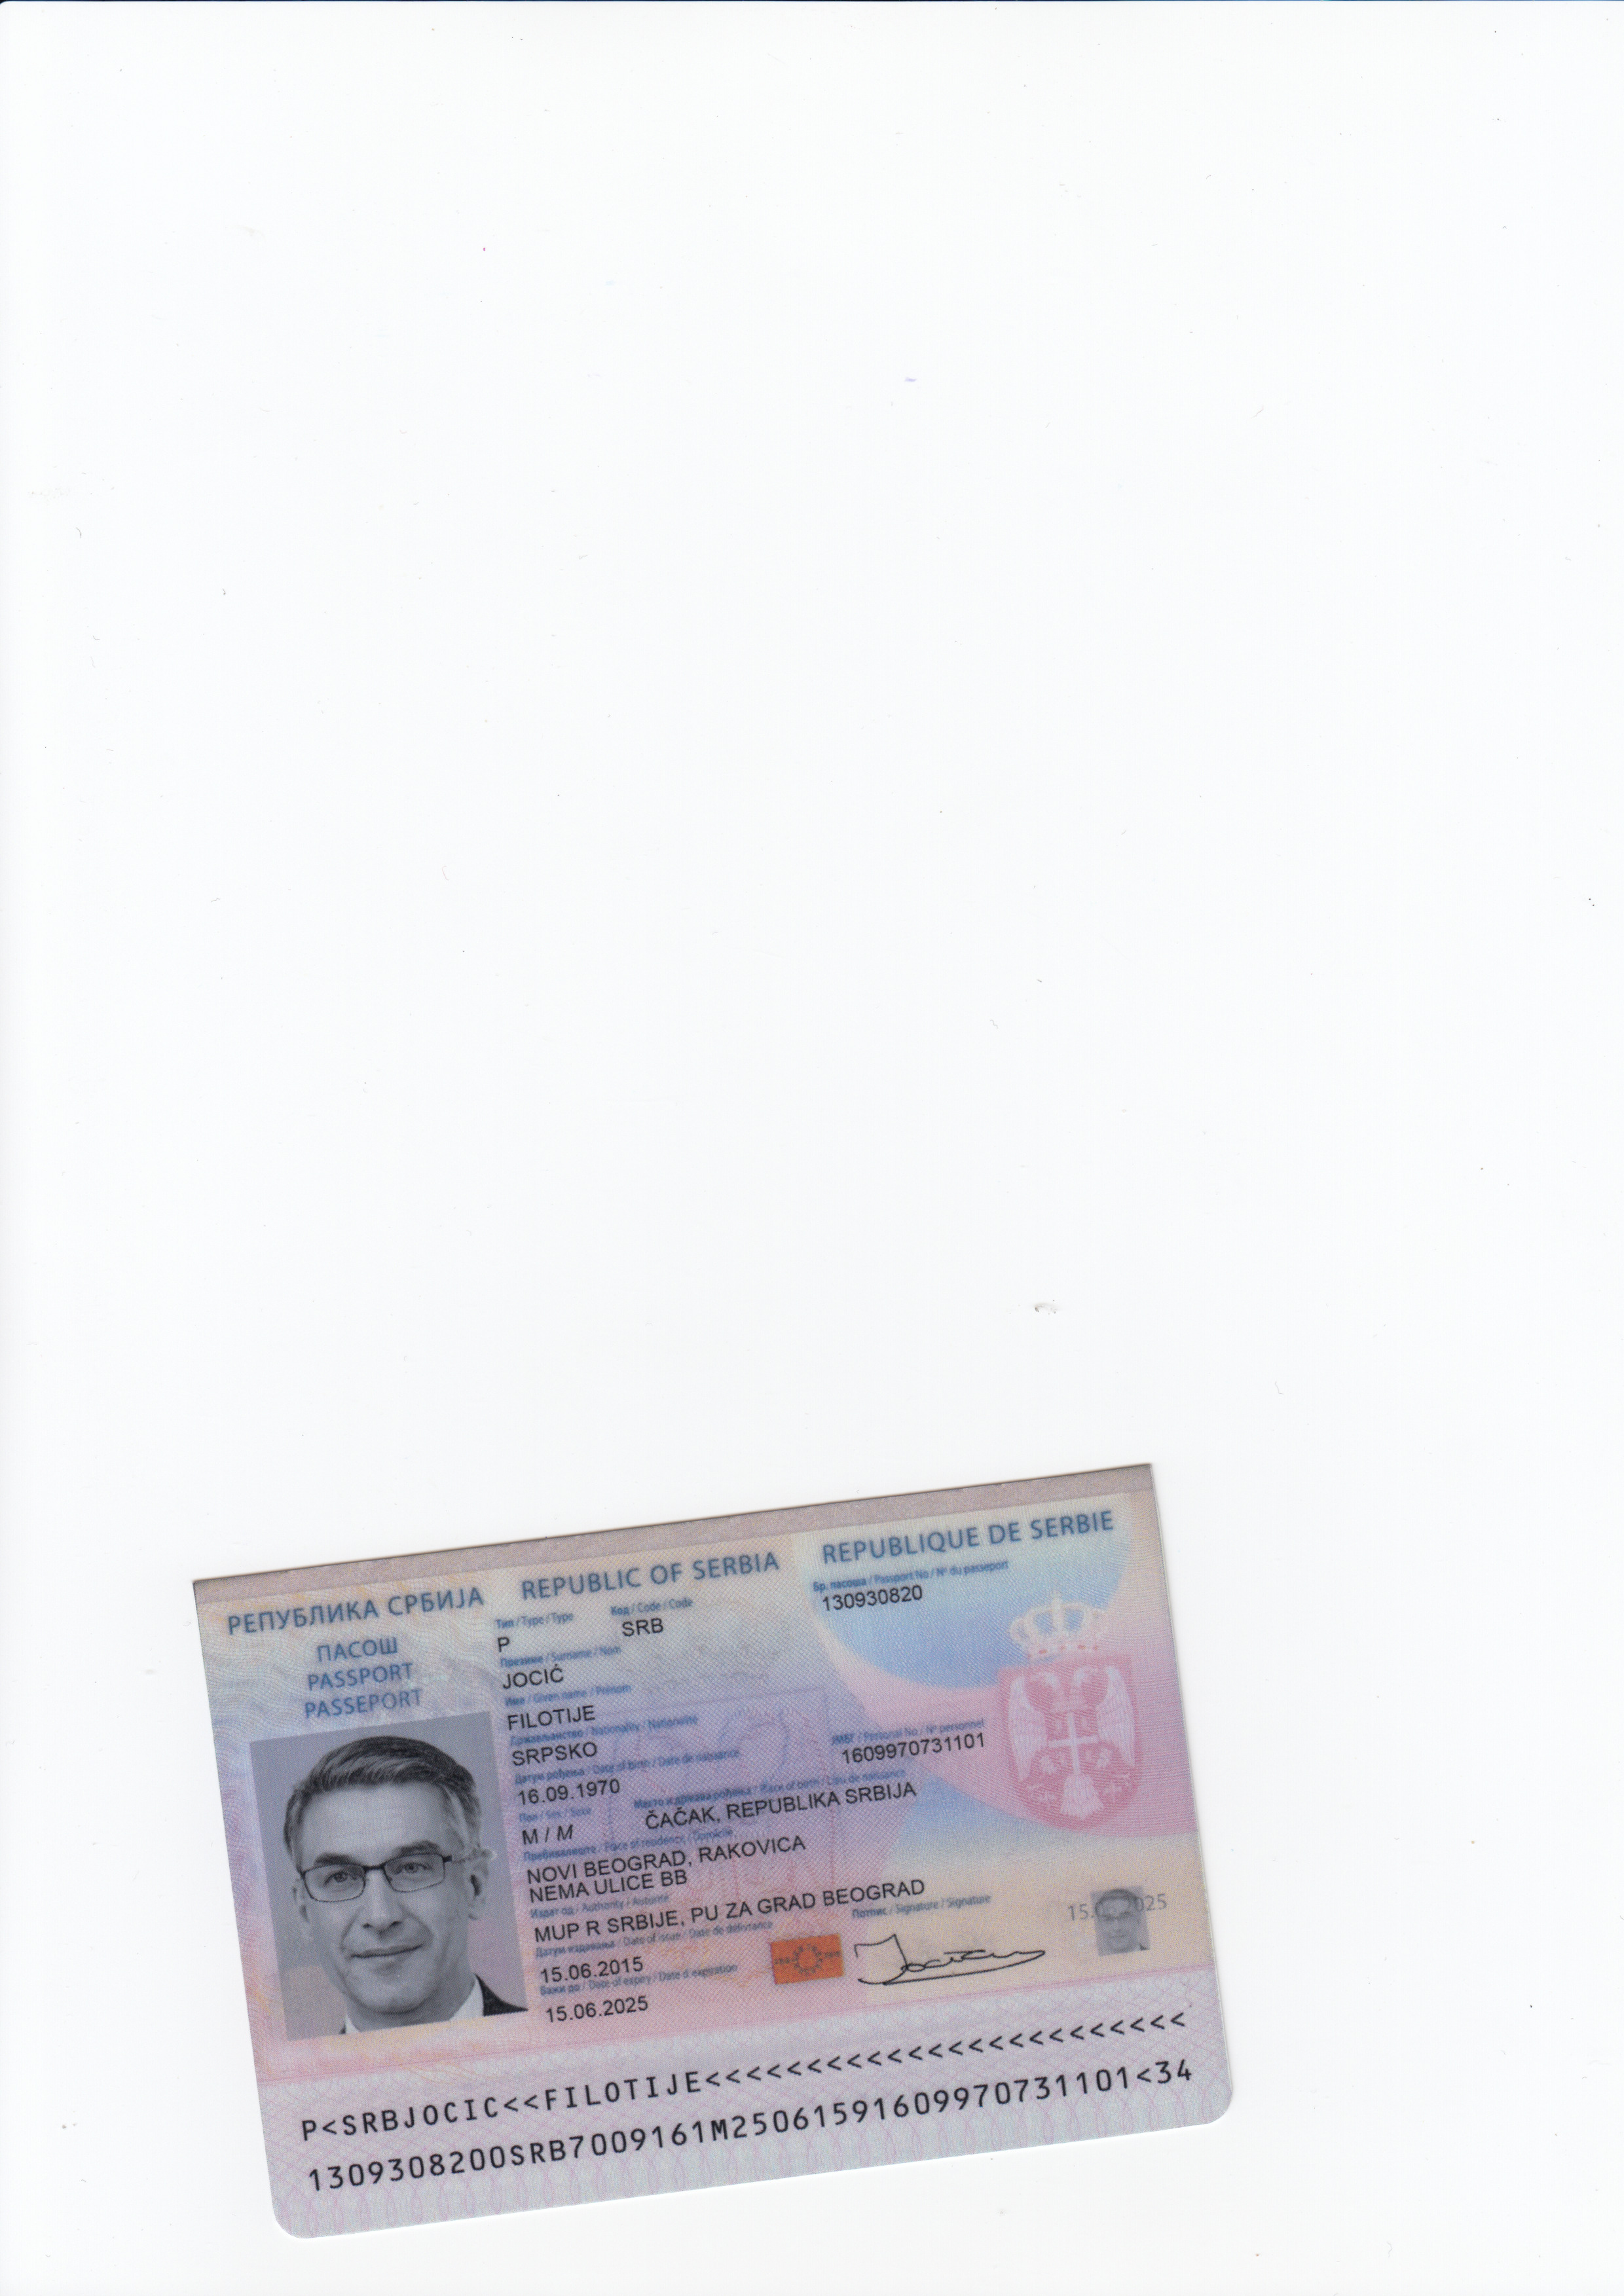 РЕПУБЛИКА СРБИЈА REPUBLIC OF SERBIA REPUBLIQUE DE SERBIE
ПАСОШ
PASSPORT
PASSEPORT
Тип / Type / Type Код / Code / Code Бр. пасоша / Passport No / Nº du passeport
P SRB 130930820
Презиме / Surname / Nom
JOCIĆ
Име / Given name / Prénom
FILOTIJE
Држављанство / Nationality / Nationalité ЈМБГ / Personal No / Nº personnel
SRPSKO 1609970731101
Датум рођења / Date of birth / Date de naissance
16.09.1970
Пол / Sex / Sexe Место и држава рођења / Place of birth / Lieu de naissance
M / M ČAČAK, REPUBLIKA SRBIJA
Пребивалиште / Place of residence / Domicile
NOVI BEOGRAD, RAKOVICA
NEMA ULICE BB
Издат од / Authority / Autorité
MUP R SRBIJE, PU ZA GRAD BEOGRAD
Датум издавања / Date of issue / Date de délivrance Потпис / Signature / Signature
15.06.2015
Важи до / Date of expiry / Date d'expiration
15.06.2025
P<SRBJOCIC<<FILOTIJE<<<<<<<<<<<<<<<<<<<<<<<<
1309308200SRB7009161M25061591609970731101<34